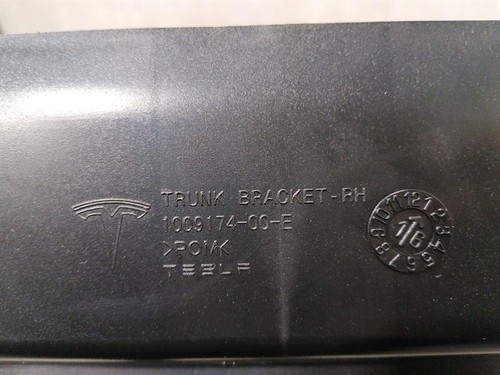 TRUNK BRACKET-RH
1009174-00-E
>POMK
TESLA
1 2 3 4 5 6 7 8 9 10 11 12